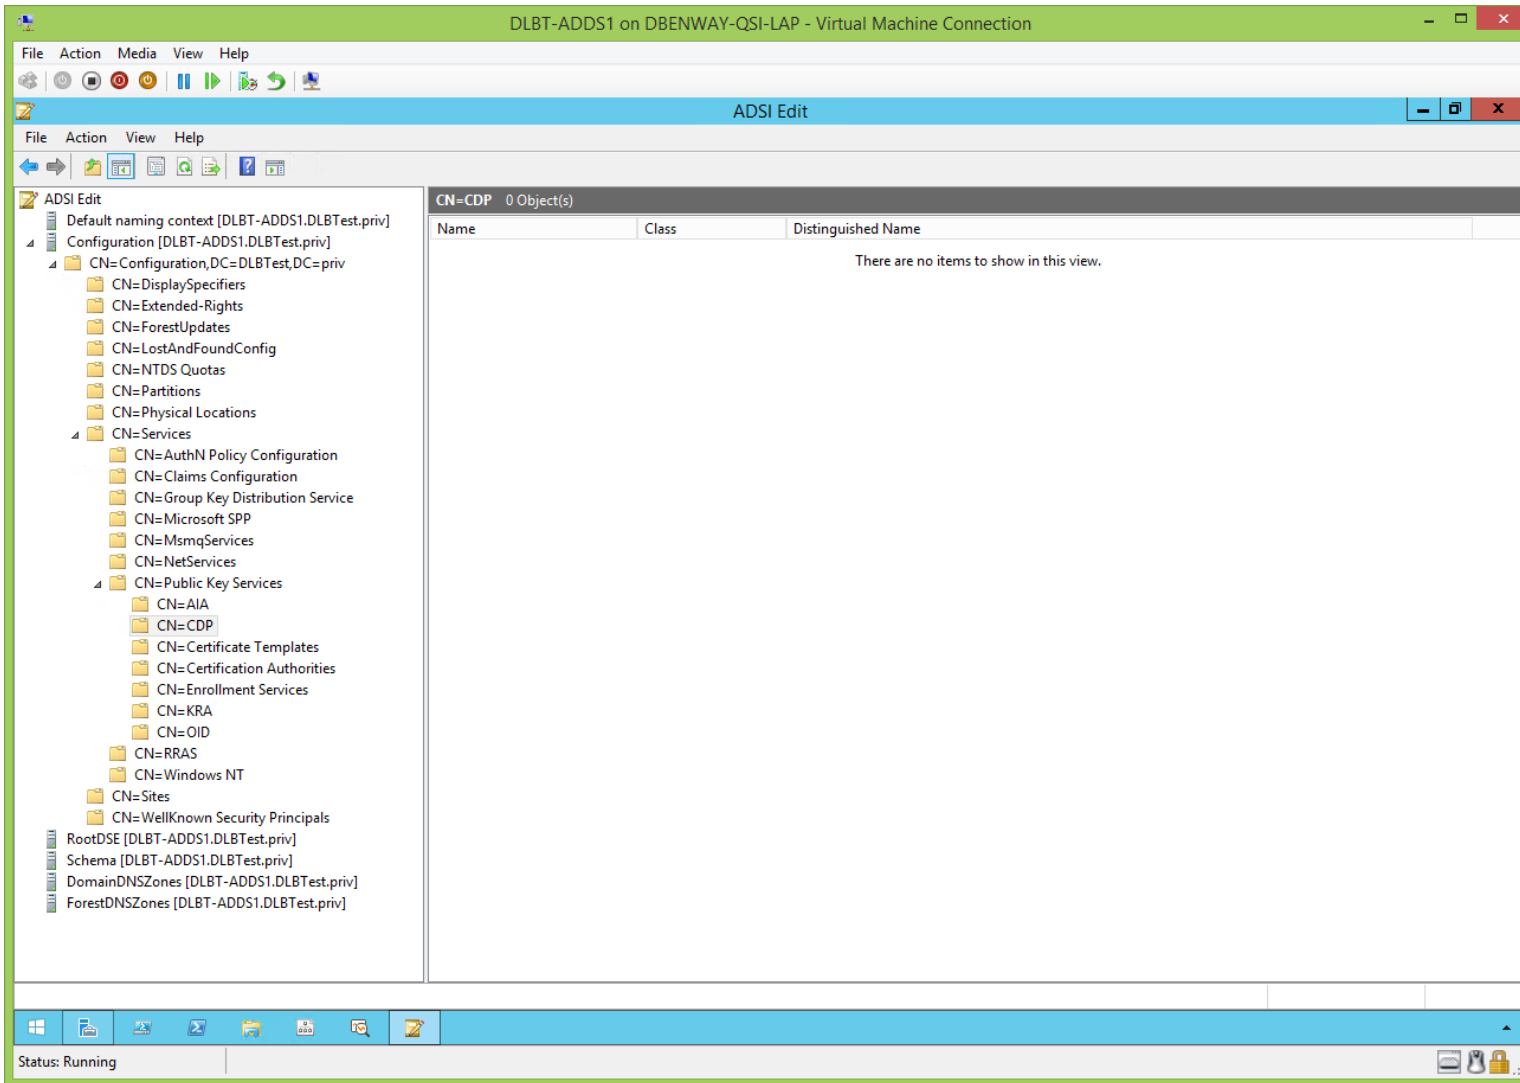 DLBT-ADDS1 on DBENWAY-QSI-LAP - Virtual Machine Connection
File Action Media View Help
ADSI Edit
File Action View Help
ADSI Edit
Default naming context [DLBT-ADDS1.DLBTest.priv]
Configuration [DLBT-ADDS1.DLBTest.priv]
CN=Configuration,DC=DLBTest,DC=priv
CN=DisplaySpecifiers
CN=Extended-Rights
CN=ForestUpdates
CN=LostAndFoundConfig
CN=NTDS Quotas
CN=Partitions
CN=Physical Locations
CN=Services
CN=AuthN Policy Configuration
CN=Claims Configuration
CN=Group Key Distribution Service
CN=Microsoft SPP
CN=MsmqServices
CN=NetServices
CN=Public Key Services
CN=AIA
CN=CDP
CN=Certificate Templates
CN=Certification Authorities
CN=Enrollment Services
CN=KRA
CN=OID
CN=RRAS
CN=Windows NT
CN=Sites
CN=WellKnown Security Principals
RootDSE [DLBT-ADDS1.DLBTest.priv]
Schema [DLBT-ADDS1.DLBTest.priv]
DomainDNSZones [DLBT-ADDS1.DLBTest.priv]
ForestDNSZones [DLBT-ADDS1.DLBTest.priv]
CN=CDP 0 Object(s)
Name Class Distinguished Name
There are no items to show in this view.
Status: Running